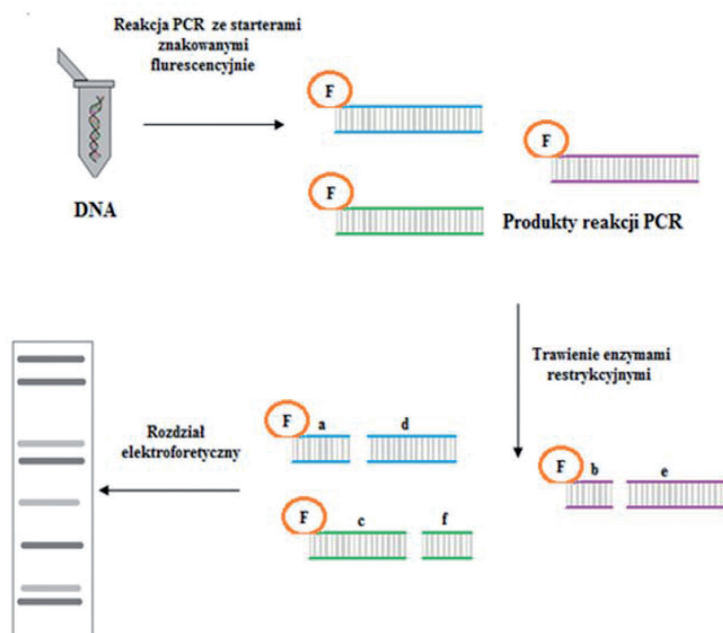 Reakcja PCR ze starterami
znakowanymi
flurescencyjnie
F
F
F
DNA
Produkty reakcji PCR
Trawienie enzymami
restrykcyjnymi
F
a
d
Rozdział
elektroforetyczny
F
b
e
F
c
f